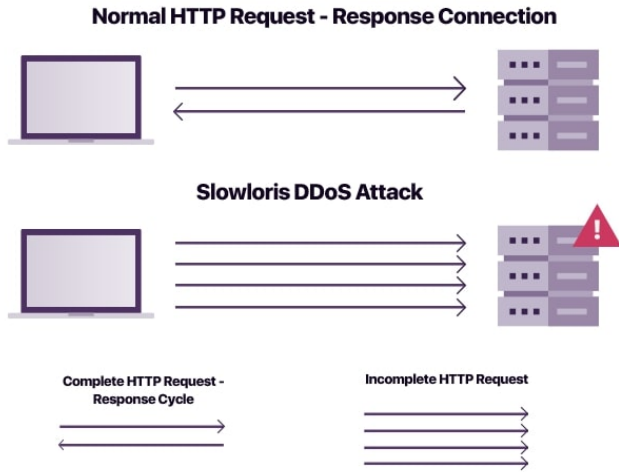 Normal HTTP Request - Response Connection
Slowloris DDoS Attack
Complete HTTP Request -
Response Cycle
Incomplete HTTP Request